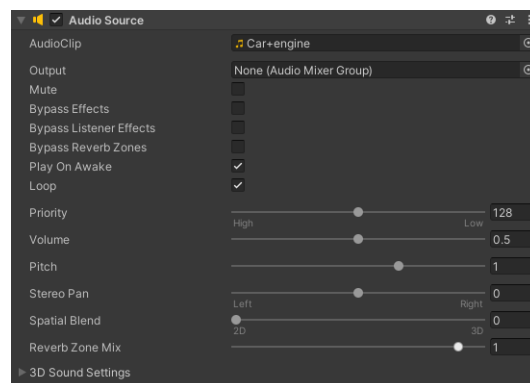 Audio Source
AudioClip Car+engine
Output None (Audio Mixer Group)
Mute
Bypass Effects
Bypass Listener Effects
Bypass Reverb Zones
Play On Awake
Loop
Priority 128
High Low
Volume 0.5
Pitch 1
Stereo Pan 0
Left Right
Spatial Blend 0
2D 3D
Reverb Zone Mix 1
3D Sound Settings